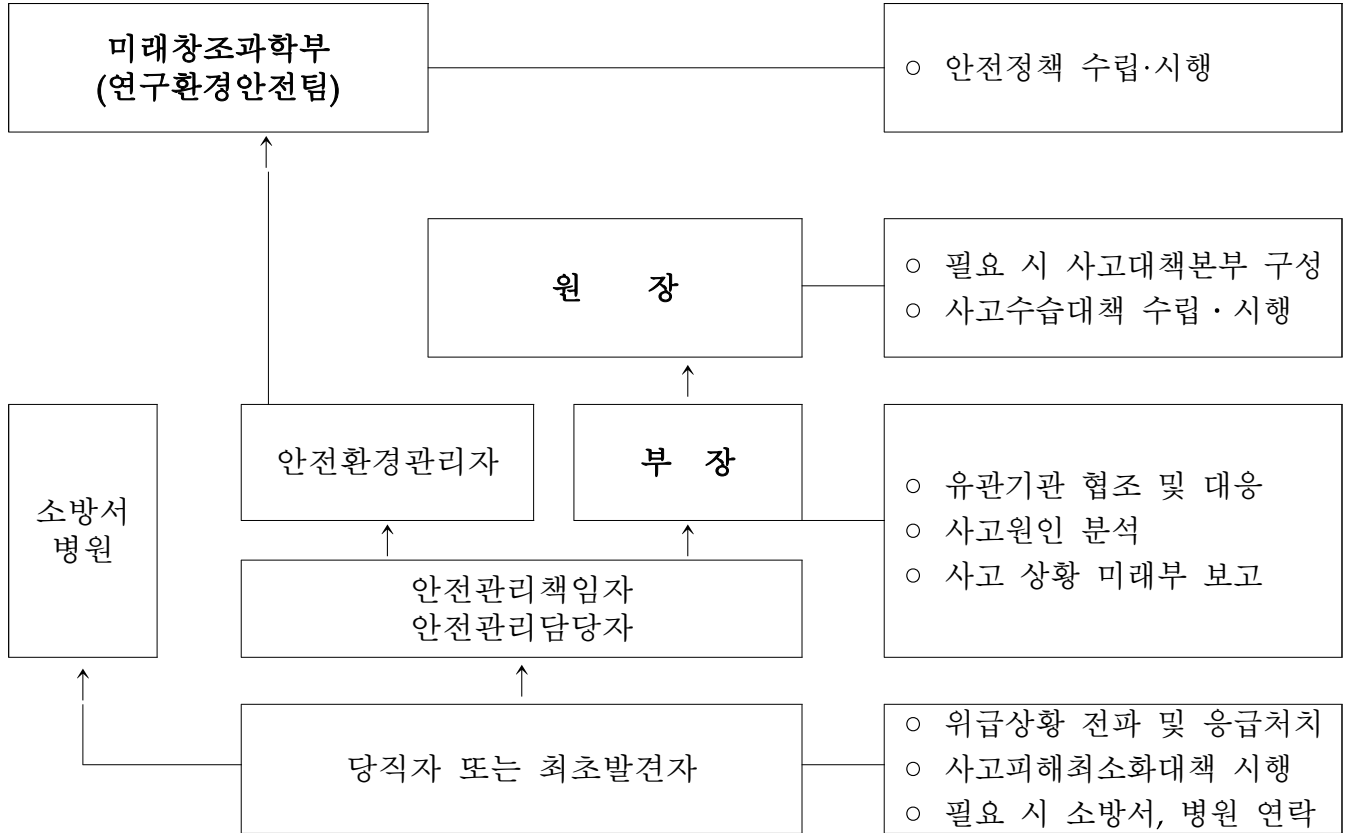 미래창조과학부
(연구환경안전팀)
○ 안전정책 수립·시행
원 장
○ 필요 시 사고대책본부 구성
○ 사고수습대책 수립·시행
소방서
병원
안전환경관리자
부 장
○ 유관기관 협조 및 대응
○ 사고원인 분석
○ 사고 상황 미래부 보고
안전관리책임자
안전관리담당자
당직자 또는 최초발견자
○ 위급상황 전파 및 응급처치
○ 사고피해최소화대책 시행
○ 필요 시 소방서, 병원 연락